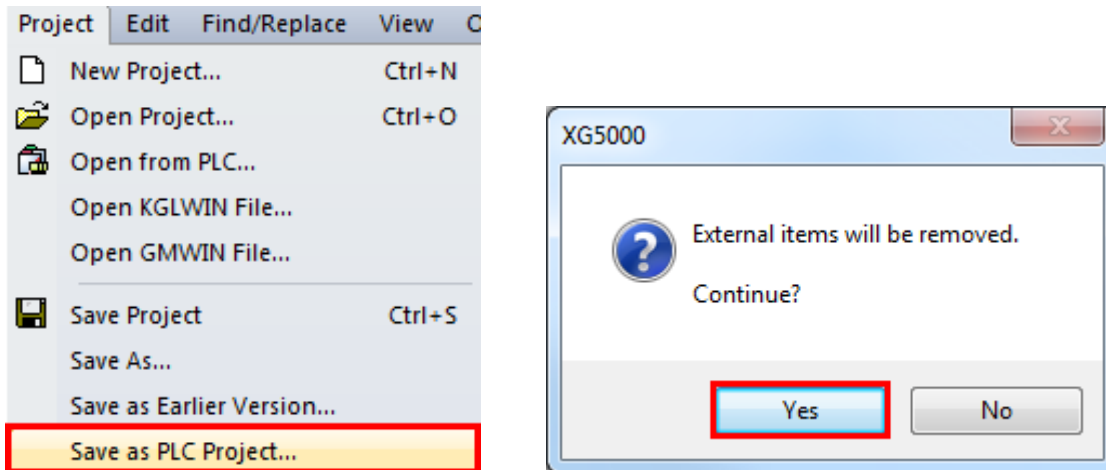 Project Edit Find/Replace View
New Project... Ctrl+N
Open Project... Ctrl+O
Open from PLC...
Open KGLWIN File...
Open GMWIN File...
Save Project Ctrl+S
Save As...
Save as Earlier Version...
Save as PLC Project...
XG5000
External items will be removed.
Continue?
Yes No